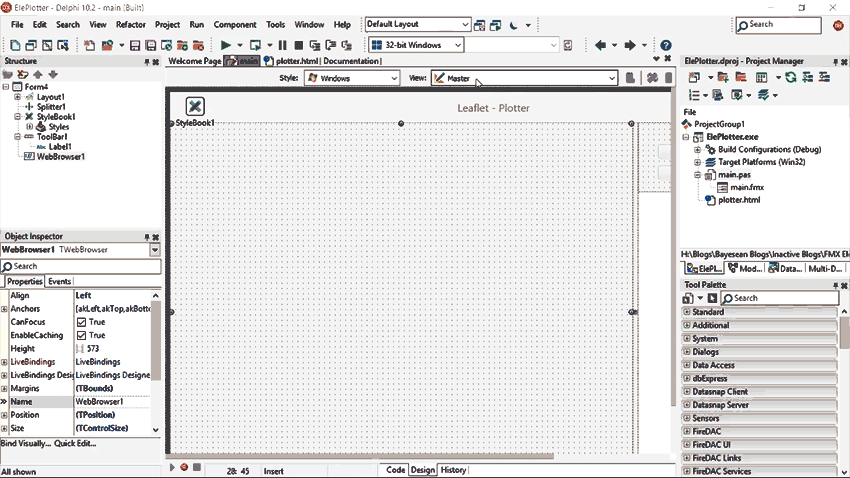 ElePlotter - Delphi 10.2 - main (Built)
File Edit Search View Refactor Project Run Component Tools Window Help
Default Layout
Search
32-bit Windows
Structure
Form4
Layout1
Splitter1
StyleBook1
Styles
ToolBar1
Label1
WebBrowser1
Object Inspector
WebBrowser1 TWebBrowser
Search
Properties Events
Align Left
Anchors [akLeft,akTop,akBotto
CanFocus True
EnableCaching True
Height 573
LiveBindings LiveBindings
LiveBindings Desig LiveBindings Designe
Margins (TBounds)
Name WebBrowser1
Position (TPosition)
Size (TControlSize)
Bind Visually... Quick Edit...
All shown
Welcome Page main plotter.html Documentation
Style: Windows View: Master
Leaflet - Plotter
StyleBook1
28: 45 Insert Code Design History
ElePlotter.dproj - Project Manager
File
ProjectGroup1
ElePlotter.exe
Build Configurations (Debug)
Target Platforms (Win32)
main.pas
main.fmx
plotter.html
H:\Blogs\Bayesean Blogs\Inactive Blogs\FMX El
ElePl... Mod... Data... Multi-D...
Tool Palette
Search
Standard
Additional
System
Dialogs
Data Access
dbExpress
Datasnap Client
Datasnap Server
Sensors
FireDAC
FireDAC UI
FireDAC Links
FireDAC Services